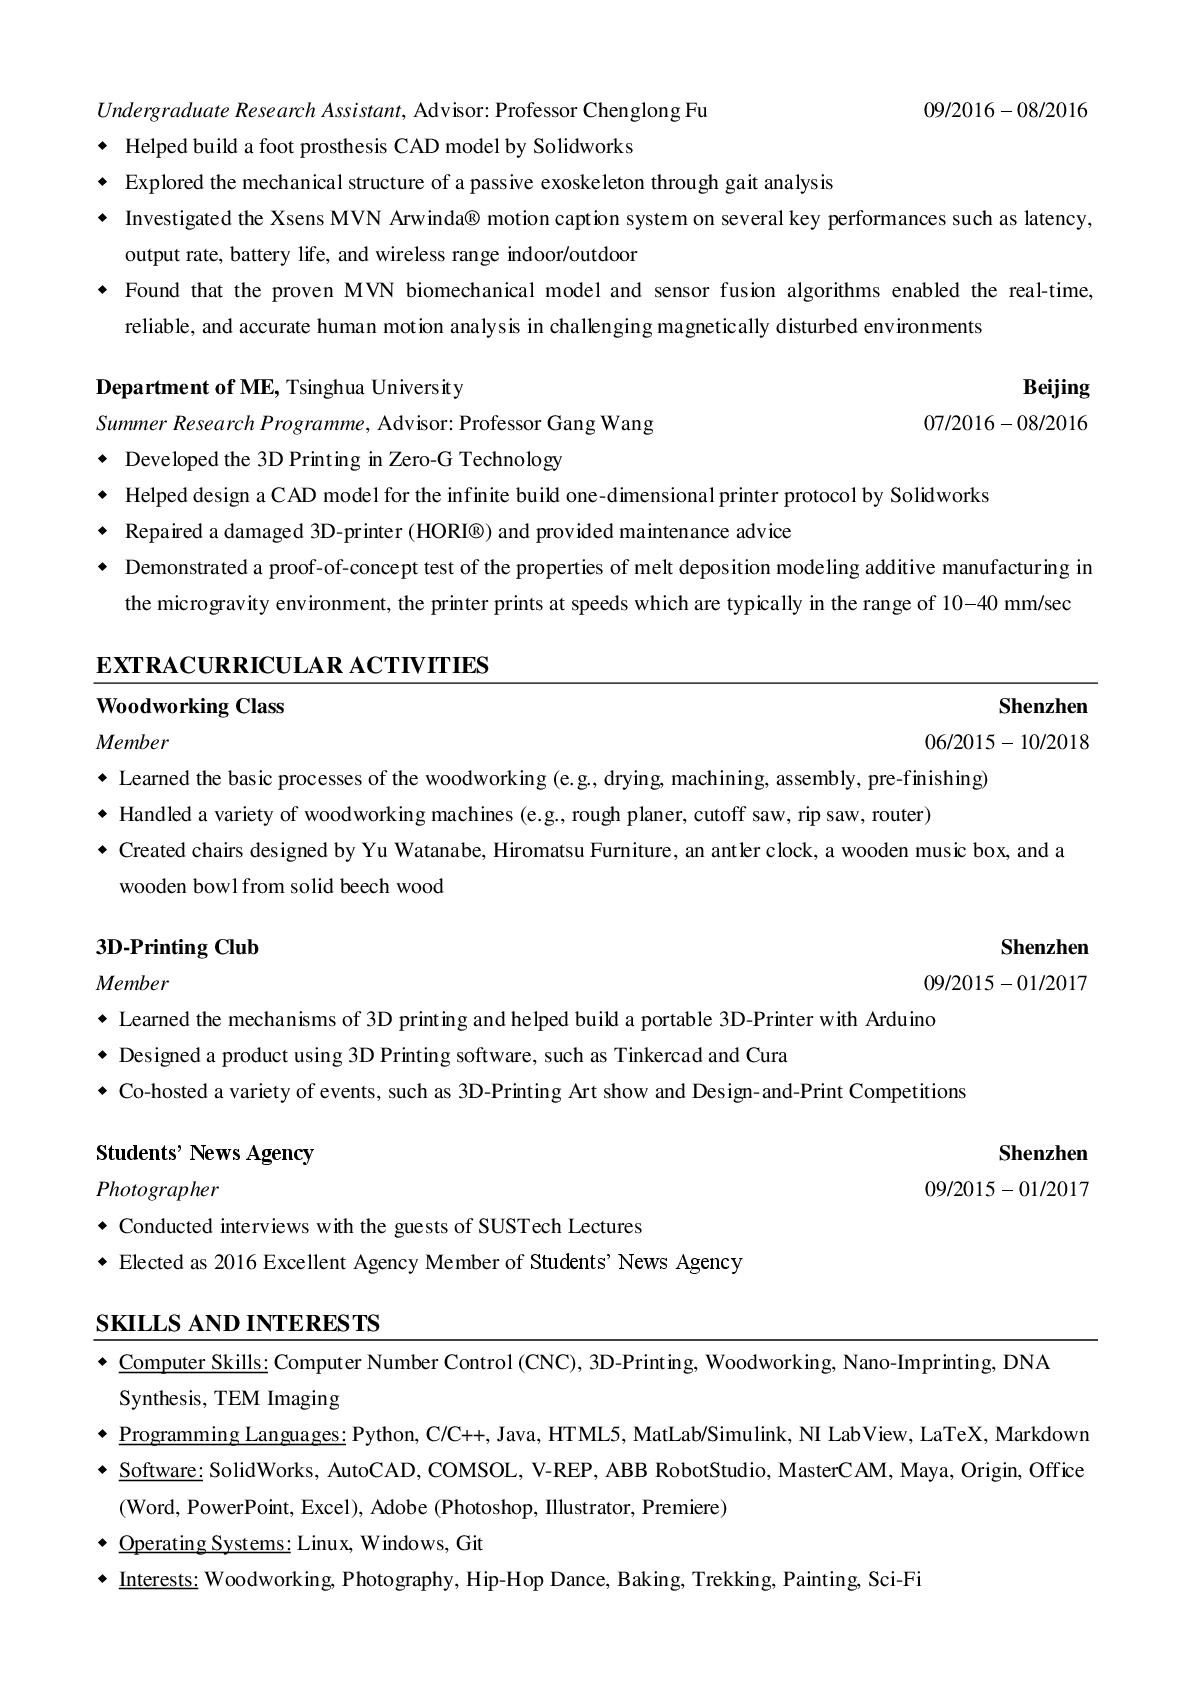 Undergraduate Research Assistant, Advisor: Professor Chenglong Fu 09/2016 – 08/2016
◆ Helped build a foot prosthesis CAD model by Solidworks
◆ Explored the mechanical structure of a passive exoskeleton through gait analysis
◆ Investigated the Xsens MVN Arwinda® motion caption system on several key performances such as latency,
output rate, battery life, and wireless range indoor/outdoor
◆ Found that the proven MVN biomechanical model and sensor fusion algorithms enabled the real-time,
reliable, and accurate human motion analysis in challenging magnetically disturbed environments
Department of ME, Tsinghua University Beijing
Summer Research Programme, Advisor: Professor Gang Wang 07/2016 – 08/2016
◆ Developed the 3D Printing in Zero-G Technology
◆ Helped design a CAD model for the infinite build one-dimensional printer protocol by Solidworks
◆ Repaired a damaged 3D-printer (HORI®) and provided maintenance advice
◆ Demonstrated a proof-of-concept test of the properties of melt deposition modeling additive manufacturing in
the microgravity environment, the printer prints at speeds which are typically in the range of 10–40 mm/sec
EXTRACURRICULAR ACTIVITIES
Woodworking Class Shenzhen
Member 06/2015 – 10/2018
◆ Learned the basic processes of the woodworking (e.g., drying, machining, assembly, pre-finishing)
◆ Handled a variety of woodworking machines (e.g., rough planer, cutoff saw, rip saw, router)
◆ Created chairs designed by Yu Watanabe, Hiromatsu Furniture, an antler clock, a wooden music box, and a
wooden bowl from solid beech wood
3D-Printing Club Shenzhen
Member 09/2015 – 01/2017
◆ Learned the mechanisms of 3D printing and helped build a portable 3D-Printer with Arduino
◆ Designed a product using 3D Printing software, such as Tinkercad and Cura
◆ Co-hosted a variety of events, such as 3D-Printing Art show and Design-and-Print Competitions
Students’ News Agency Shenzhen
Photographer 09/2015 – 01/2017
◆ Conducted interviews with the guests of SUSTech Lectures
◆ Elected as 2016 Excellent Agency Member of Students’ News Agency
SKILLS AND INTERESTS
◆ Computer Skills: Computer Number Control (CNC), 3D-Printing, Woodworking, Nano-Imprinting, DNA
Synthesis, TEM Imaging
◆ Programming Languages: Python, C/C++, Java, HTML5, MatLab/Simulink, NI LabView, LaTeX, Markdown
◆ Software: SolidWorks, AutoCAD, COMSOL, V-REP, ABB RobotStudio, MasterCAM, Maya, Origin, Office
(Word, PowerPoint, Excel), Adobe (Photoshop, Illustrator, Premiere)
◆ Operating Systems: Linux, Windows, Git
◆ Interests: Woodworking, Photography, Hip-Hop Dance, Baking, Trekking, Painting, Sci-Fi